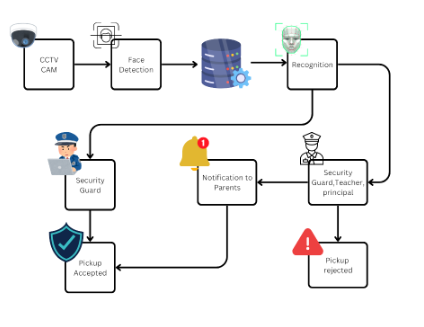 CCTV
CAM
Face
Detection
Recognition
1
Security
Guard
Notification to
Parents
Security
Guard,Teacher,
principal
Pickup
Accepted
Pickup
rejected